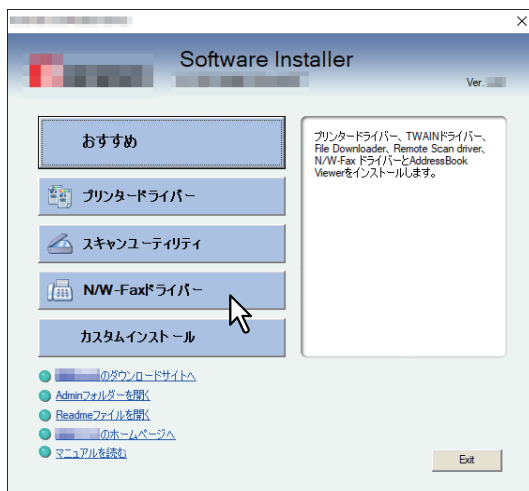 Software Installer
Ver.
おすすめ
プリンタードライバー
スキャンユーティリティ
N/W-Faxドライバー
カスタムインストール
プリンタードライバー、TWAINドライバー、
File Downloader、Remote Scan driver、
N/W-Fax ドライバーとAddressBook
Viewerをインストールします。
のダウンロードサイトへ
Adminフォルダーを開く
Readmeファイルを開く
のホームページへ
マニュアルを読む
Exit